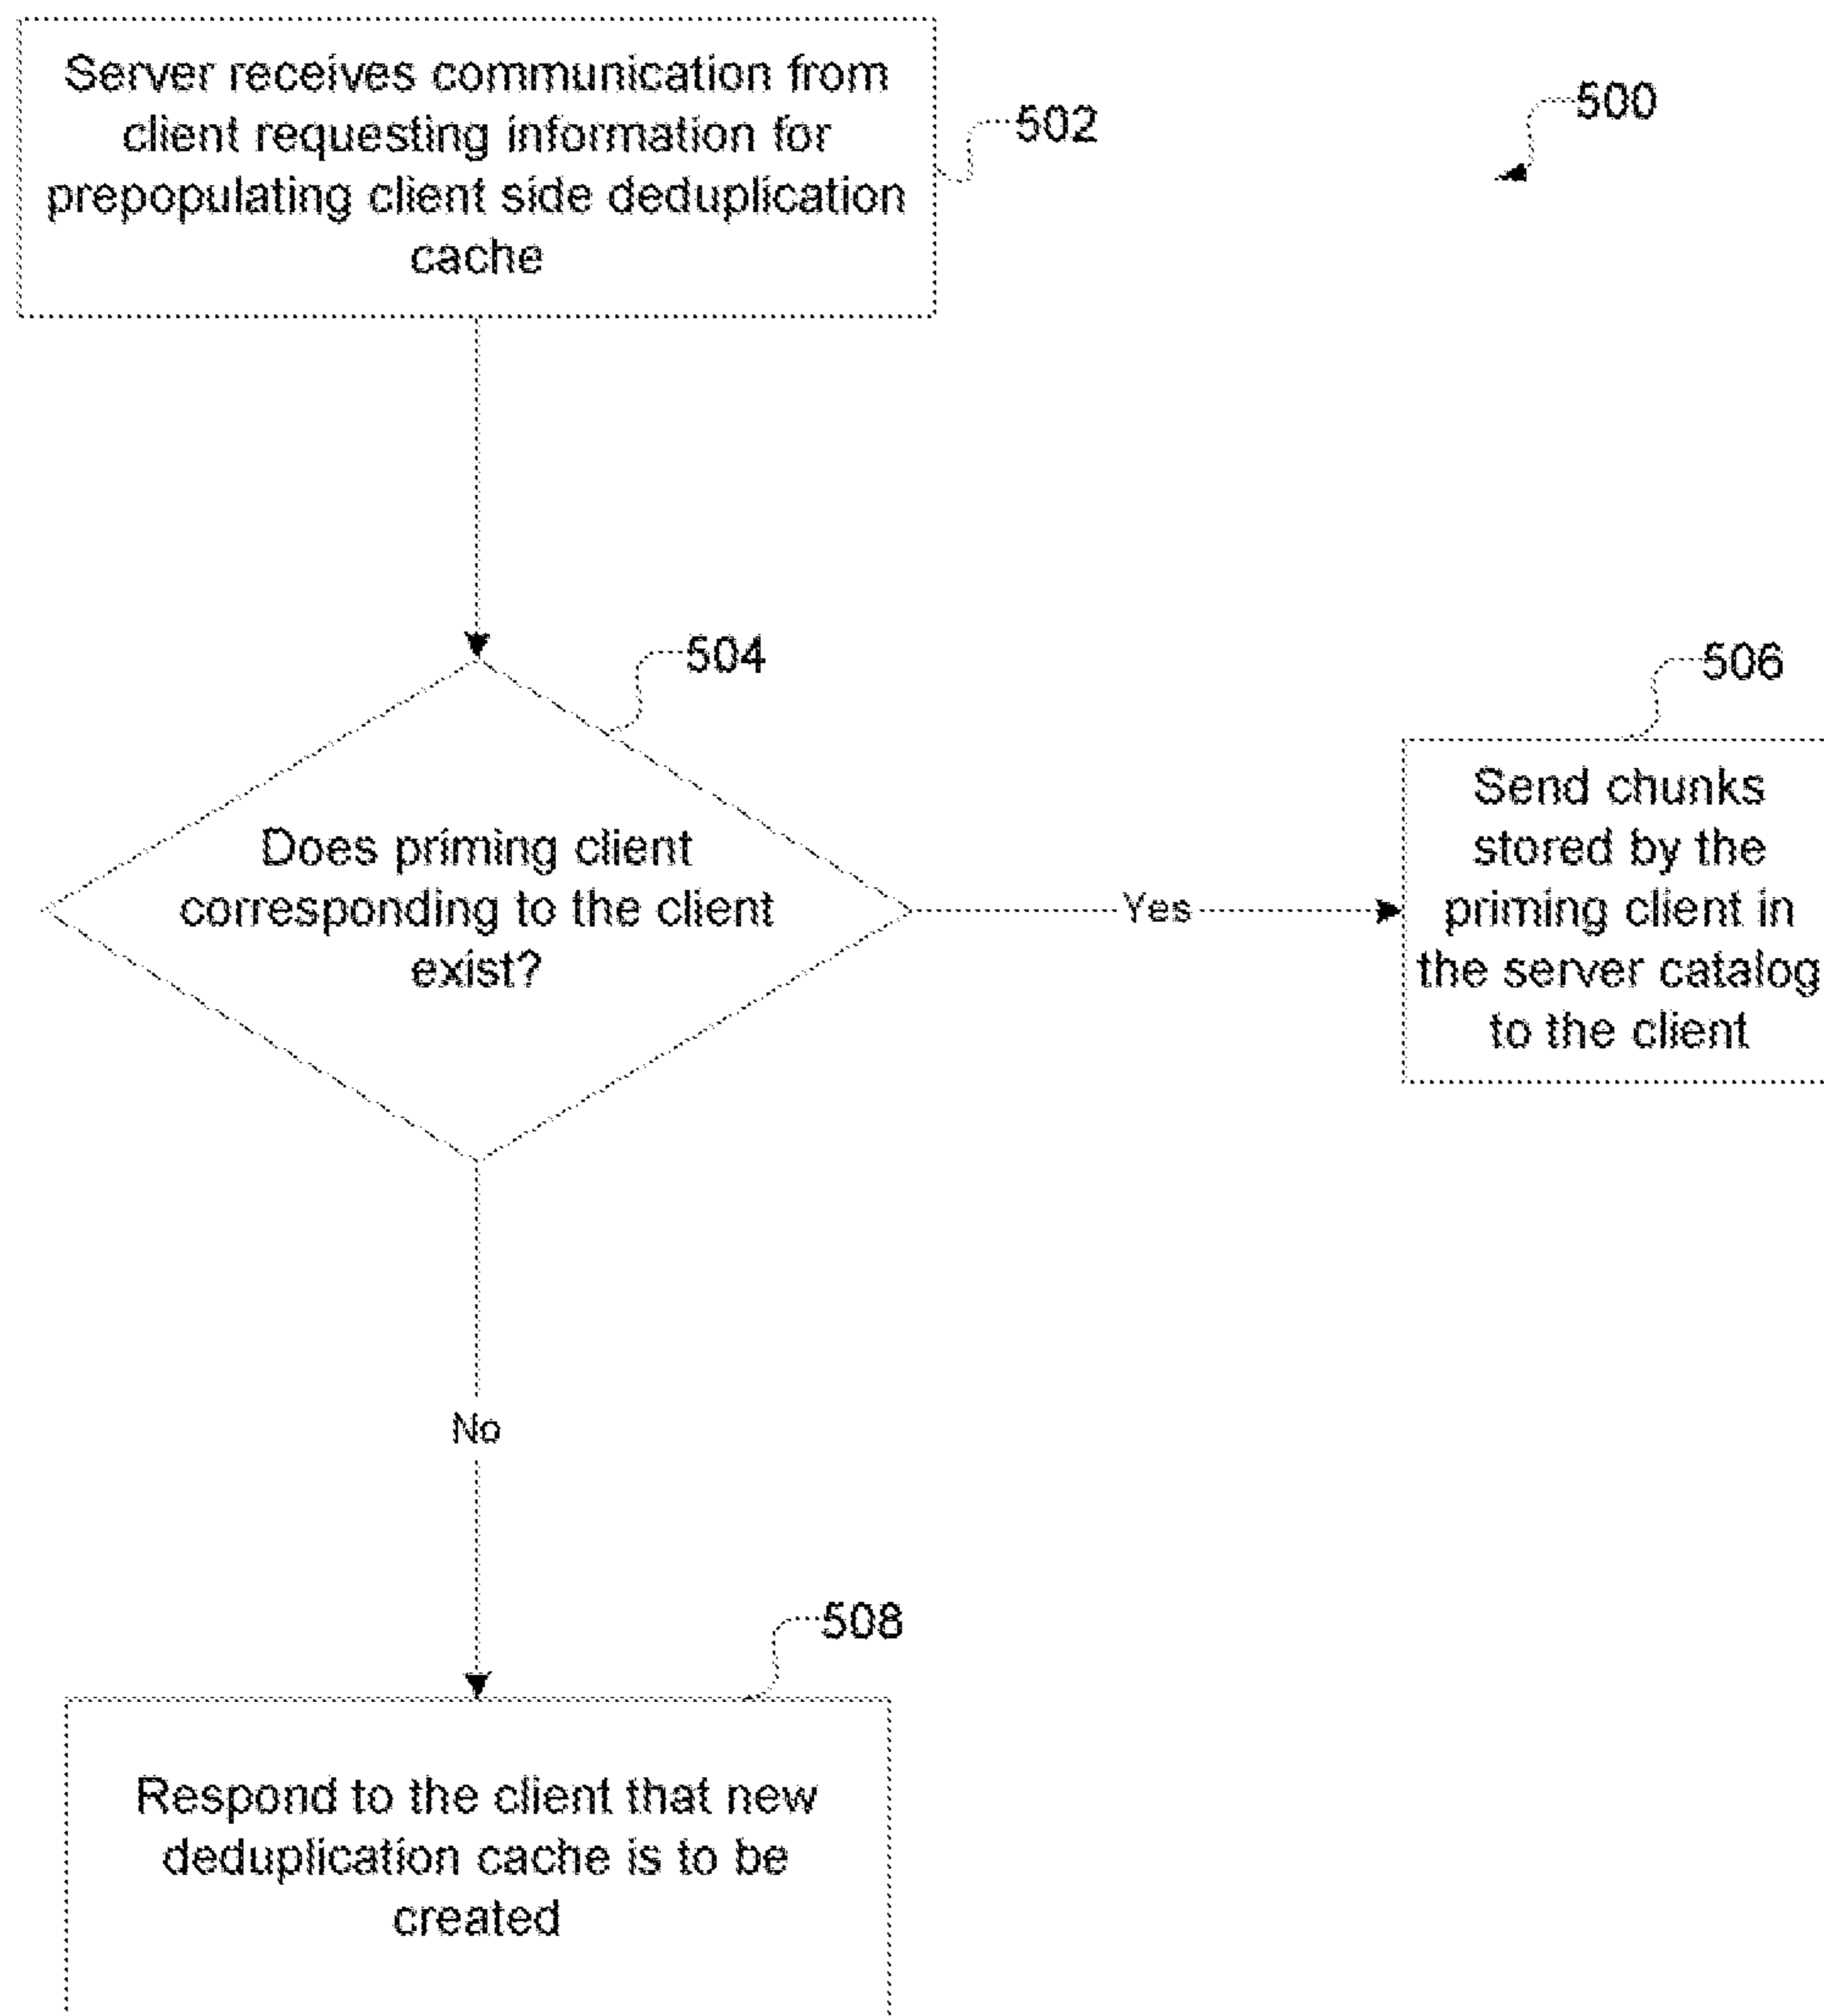 Server receives communication from
client requesting information for
prepopulating client side deduplication
cache
502
500
504
Does priming client
corresponding to the client
exist?
Yes
506
Send chunks
stored by the
priming client in
the server catalog
to the client
No
508
Respond to the client that new
deduplication cache is to be
created